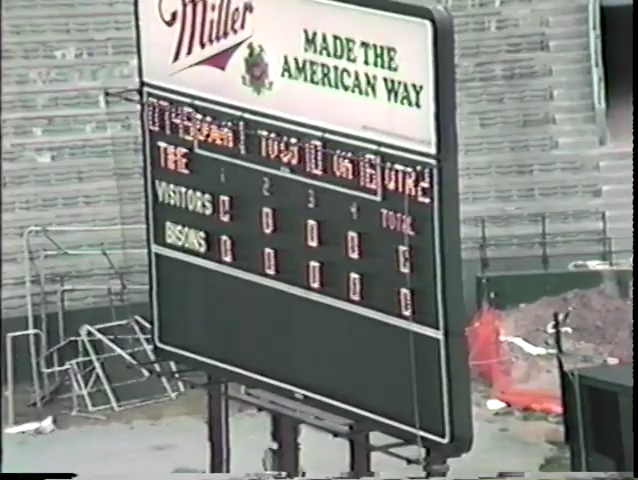 Miller
MADE THE
AMERICAN WAY
TIME
1 2 3 4 TOTAL
VISITORS 0 0 0 0 0
BISONS 0 0 0 0 0